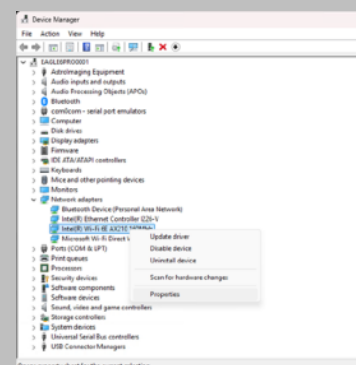 Device Manager
File Action View Help
EAGLE6PRO0001
AstroImaging Equipment
Audio inputs and outputs
Audio Processing Objects (APOs)
Bluetooth
com0com - serial port emulators
Computer
Disk drives
Display adapters
Firmware
IDE ATA/ATAPI controllers
Keyboards
Mice and other pointing devices
Monitors
Network adapters
Bluetooth Device (Personal Area Network)
Intel(R) Ethernet Controller I226-V
Intel(R) Wi-Fi 6E AX210 160MHz
Microsoft Wi-Fi Direct
Update driver
Disable device
Uninstall device
Scan for hardware changes
Properties
Ports (COM & LPT)
Print queues
Processors
Security devices
Software components
Software devices
Sound, video and game controllers
Storage controllers
System devices
Universal Serial Bus controllers
USB Connector Managers